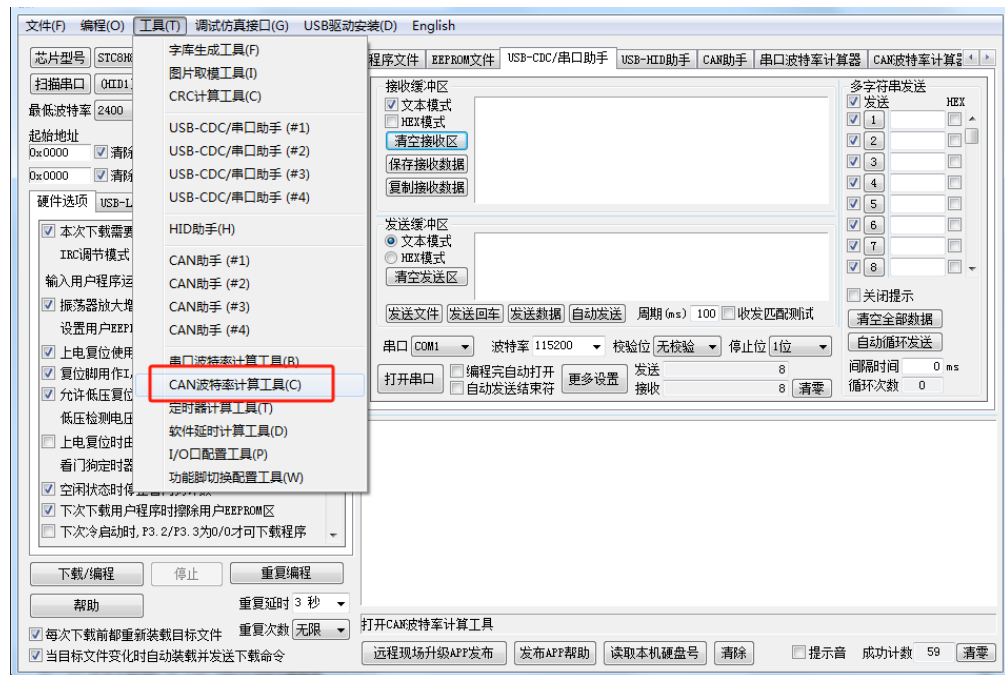 文件(F) 编程(O) 工具(T) 调试仿真接口(G) USB驱动安装(D) English
芯片型号 STC8H
扫描串口 (HID1)
最低波特率 2400
起始地址
0x0000 清除
0x0000 清除
硬件选项 USB-L
本次下载需要
IRC调节模式
输入用户程序运
振荡器放大增
设置用户EEP
上电复位使用
复位脚用作I/
允许低压复位
低压检测电压
上电复位时由
看门狗定时器
空闲状态时停止看门狗计数
下次下载用户程序时擦除用户EEPROM区
下次冷启动时,P3.2/P3.3为0/0才可下载程序
下载/编程 停止 重复编程
帮助 重复延时 3 秒
重复次数 无限
每次下载前都重新装载目标文件
当目标文件变化时自动装载并发送下载命令
字库生成工具(F)
图片取模工具(I)
CRC计算工具(C)
USB-CDC/串口助手 (#1)
USB-CDC/串口助手 (#2)
USB-CDC/串口助手 (#3)
USB-CDC/串口助手 (#4)
HID助手(H)
CAN助手 (#1)
CAN助手 (#2)
CAN助手 (#3)
CAN助手 (#4)
串口波特率计算工具(B)
CAN波特率计算工具(C)
定时器计算工具(T)
软件延时计算工具(D)
I/O口配置工具(P)
功能脚切换配置工具(W)
程序文件 EEPROM文件 USB-CDC/串口助手 USB-HID助手 CAN助手 串口波特率计算器 CAN波特率计算器
接收缓冲区
文本模式
HEX模式
清空接收区
保存接收数据
复制接收数据
发送缓冲区
文本模式
HEX模式
清空发送区
发送文件 发送回车 发送数据 自动发送 周期(ms) 100 收发匹配测试
串口 COM1 波特率 115200 校验位 无校验 停止位 1位
打开串口 编程完自动打开 更多设置 发送 8
自动发送结束符 接收 8 清零
多字符串发送
发送 HEX
1
2
3
4
5
6
7
8
关闭提示
清空全部数据
自动循环发送
间隔时间 0 ms
循环次数 0
打开CAN波特率计算工具
远程现场升级APP发布 发布APP帮助 读取本机硬盘号 清除 提示音 成功计数 59 清零